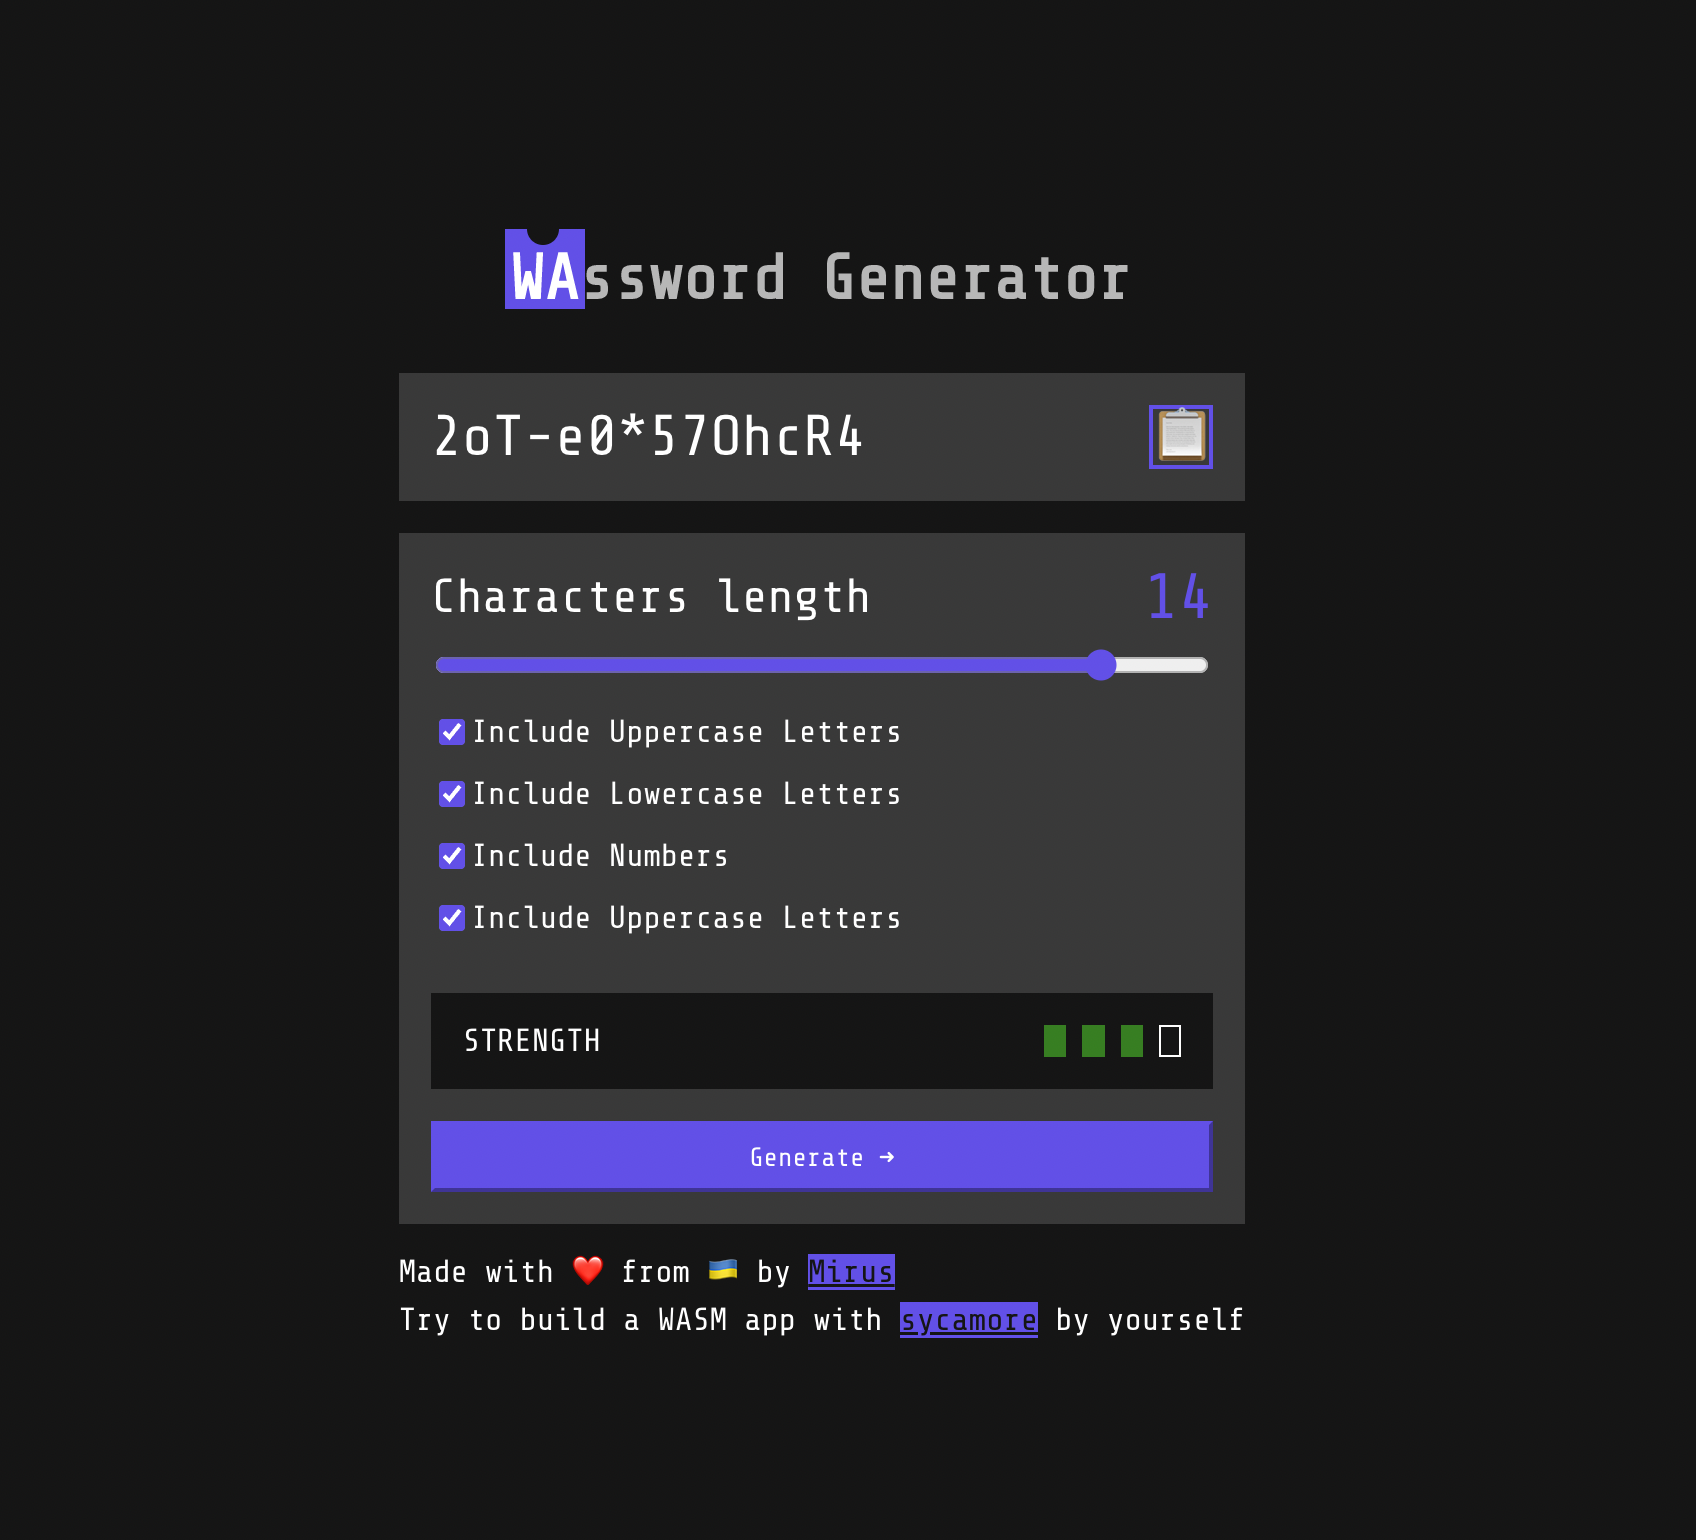 WAssword Generator
2oT-e0*57OhcR4
Characters length 14
Include Uppercase Letters
Include Lowercase Letters
Include Numbers
Include Uppercase Letters
STRENGTH
Generate ➜
Made with ❤️ from 🇺🇦 by Mirus
Try to build a WASM app with sycamore by yourself